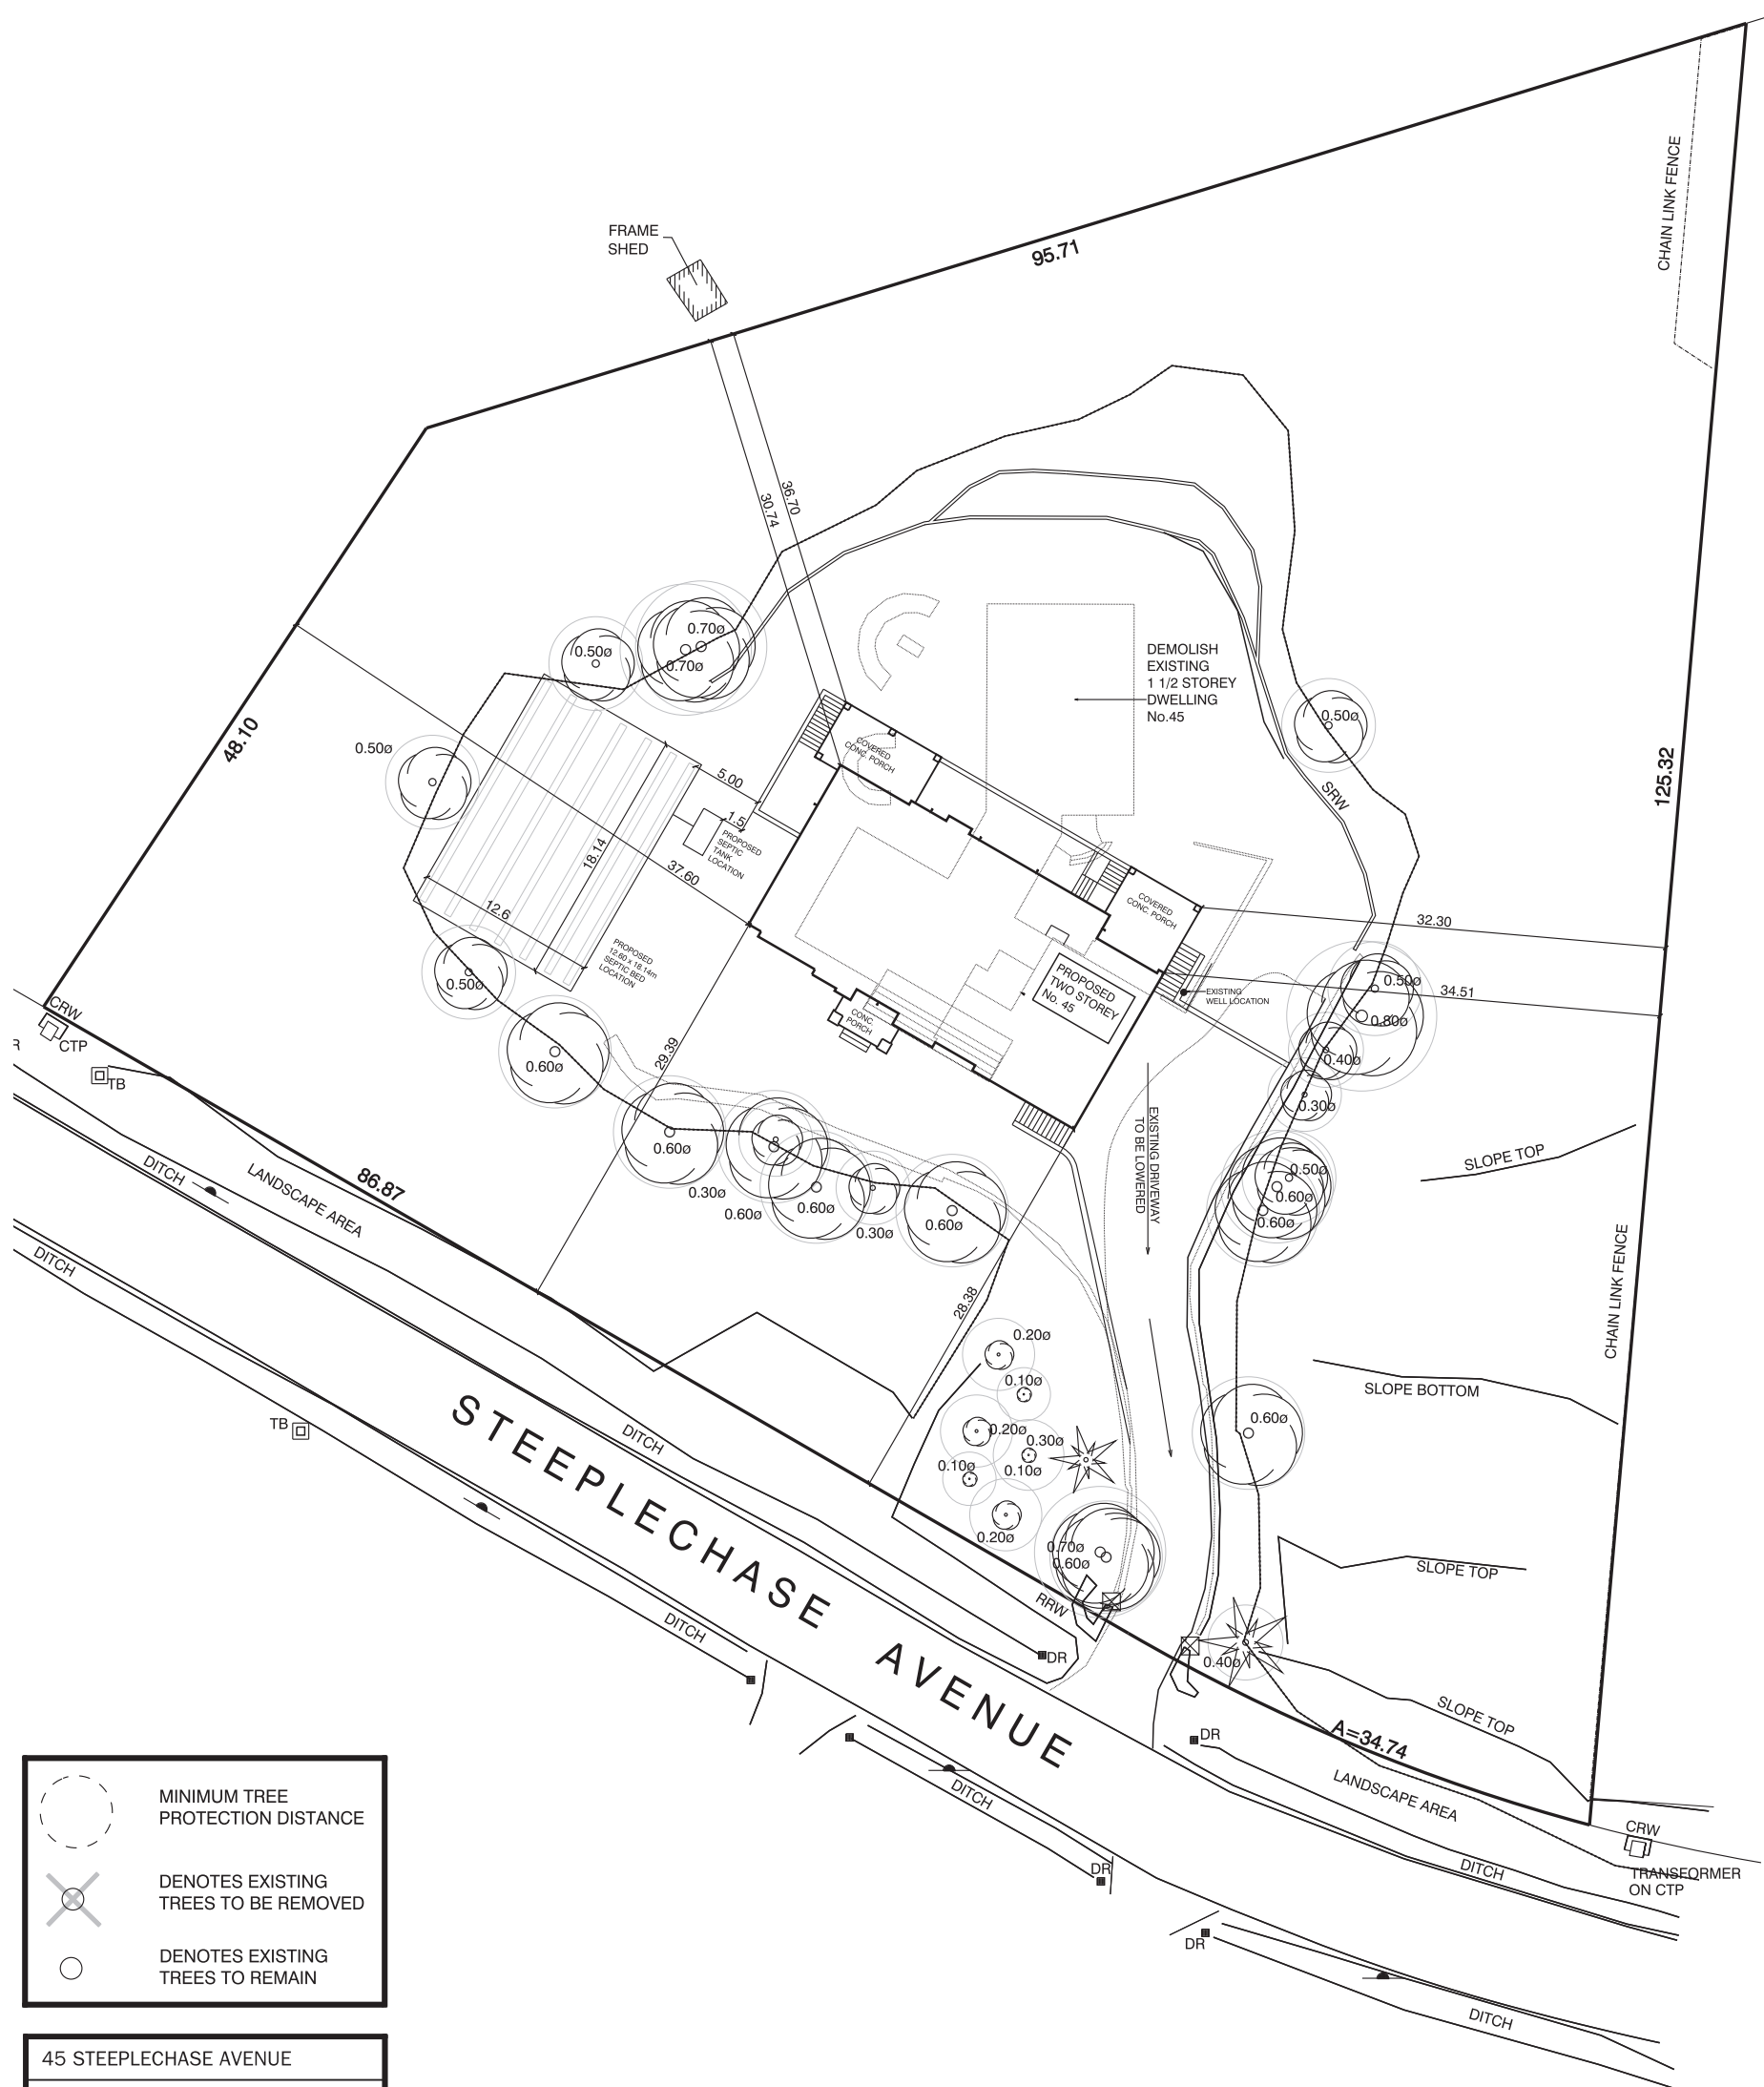 FRAME
SHED
95.71
CHAIN LINK FENCE
36.70
30.74
0.70ø
0.50ø
0.70ø
DEMOLISH
EXISTING
1 1/2 STOREY
DWELLING
No.45
0.50ø
48.10
0.50ø
COVERED
CONC. PORCH
5.00
1.5
PROPOSED
SEPTIC
TANK
LOCATION
125.32
SRW
18.14
37.60
12.6
COVERED
CONC. PORCH
32.30
PROPOSED
12.60 x 18.14m
SEPTIC BED
LOCATION
0.50ø
PROPOSED
TWO STOREY
No. 45
EXISTING
WELL LOCATION
0.50ø
34.51
0.80ø
CRW
CTP
R
TB
CONC.
PORCH
29.39
0.60ø
0.40ø
0.30ø
EXISTING DRIVEWAY
TO BE LOWERED
SLOPE TOP
0.60ø
0.50ø
0.60ø
0.60ø
0.30ø
0.60ø
0.60ø
0.30ø
0.60ø
86.87
DITCH
LANDSCAPE AREA
DITCH
28.38
CHAIN LINK FENCE
0.20ø
0.10ø
SLOPE BOTTOM
0.60ø
TB
DITCH
0.20ø
0.30ø
0.10ø
0.10ø
0.20ø
STEEPLECHASE AVENUE
0.70ø
0.60ø
SLOPE TOP
RRW
DITCH
DR
0.40ø
SLOPE TOP
DR
A=34.74
LANDSCAPE AREA
DITCH
CRW
DR
DITCH
TRANSFORMER
ON CTP
DR
DITCH
MINIMUM TREE
PROTECTION DISTANCE
DENOTES EXISTING
TREES TO BE REMOVED
DENOTES EXISTING
TREES TO REMAIN
45 STEEPLECHASE AVENUE